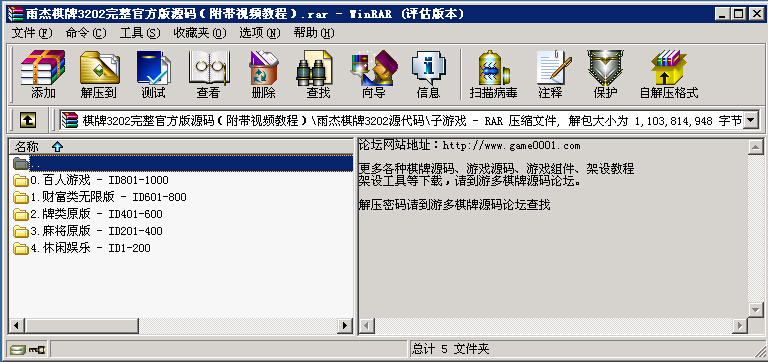 雨杰棋牌3202完整官方版源码(附带视频教程).rar - WinRAR (评估版本)
文件(F) 命令(C) 工具(S) 收藏夹(O) 选项(N) 帮助(H)
添加 解压到 测试 查看 删除 查找 向导 信息 扫描病毒 注释 保护 自解压格式
棋牌3202完整官方版源码(附带视频教程)\雨杰棋牌3202源代码\子游戏 - RAR 压缩文件, 解包大小为 1,103,814,948 字节
名称
..
0.百人游戏 - ID801-1000
1.财富类无限版 - ID601-800
2.牌类原版 - ID401-600
3.麻将原版 - ID201-400
4.休闲娱乐 - ID1-200
论坛网站地址：http://www.game0001.com
更多各种棋牌源码、游戏源码、游戏组件、架设教程
架设工具等下载，请到游多棋牌源码论坛。
解压密码请到游多棋牌源码论坛查找
总计 5 文件夹